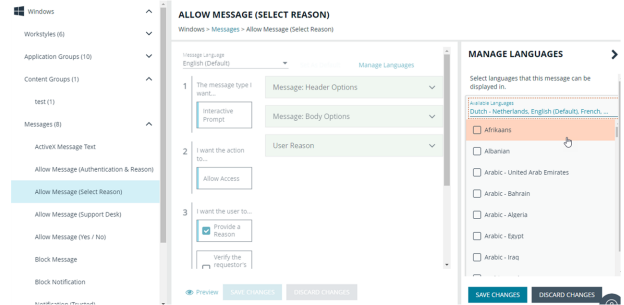 Windows
Workstyles (6)
Application Groups (10)
Content Groups (1)
test (1)
Messages (8)
ActiveX Message Text
Allow Message (Authentication & Reason)
Allow Message (Select Reason)
Allow Message (Support Desk)
Allow Message (Yes / No)
Block Message
Block Notification
Notification (Trusted)
ALLOW MESSAGE (SELECT REASON)
Windows > Messages > Allow Message (Select Reason)
Message Language
English (Default)
Manage Languages
1 The message type I
want...
Interactive
Prompt
2 I want the action
to...
Allow Access
3 I want the user to...
Provide a
Reason
Verify the
requestor's
Message: Header Options
Message: Body Options
User Reason
Preview
SAVE CHANGES
DISCARD CHANGES
MANAGE LANGUAGES
Select languages that this message can be
displayed in.
Available Languages
Dutch - Netherlands, English (Default), French, ...
Afrikaans
Albanian
Arabic - United Arab Emirates
Arabic - Bahrain
Arabic - Algeria
Arabic - Egypt
Arabic - Iraq
SAVE CHANGES
DISCARD CHANGES